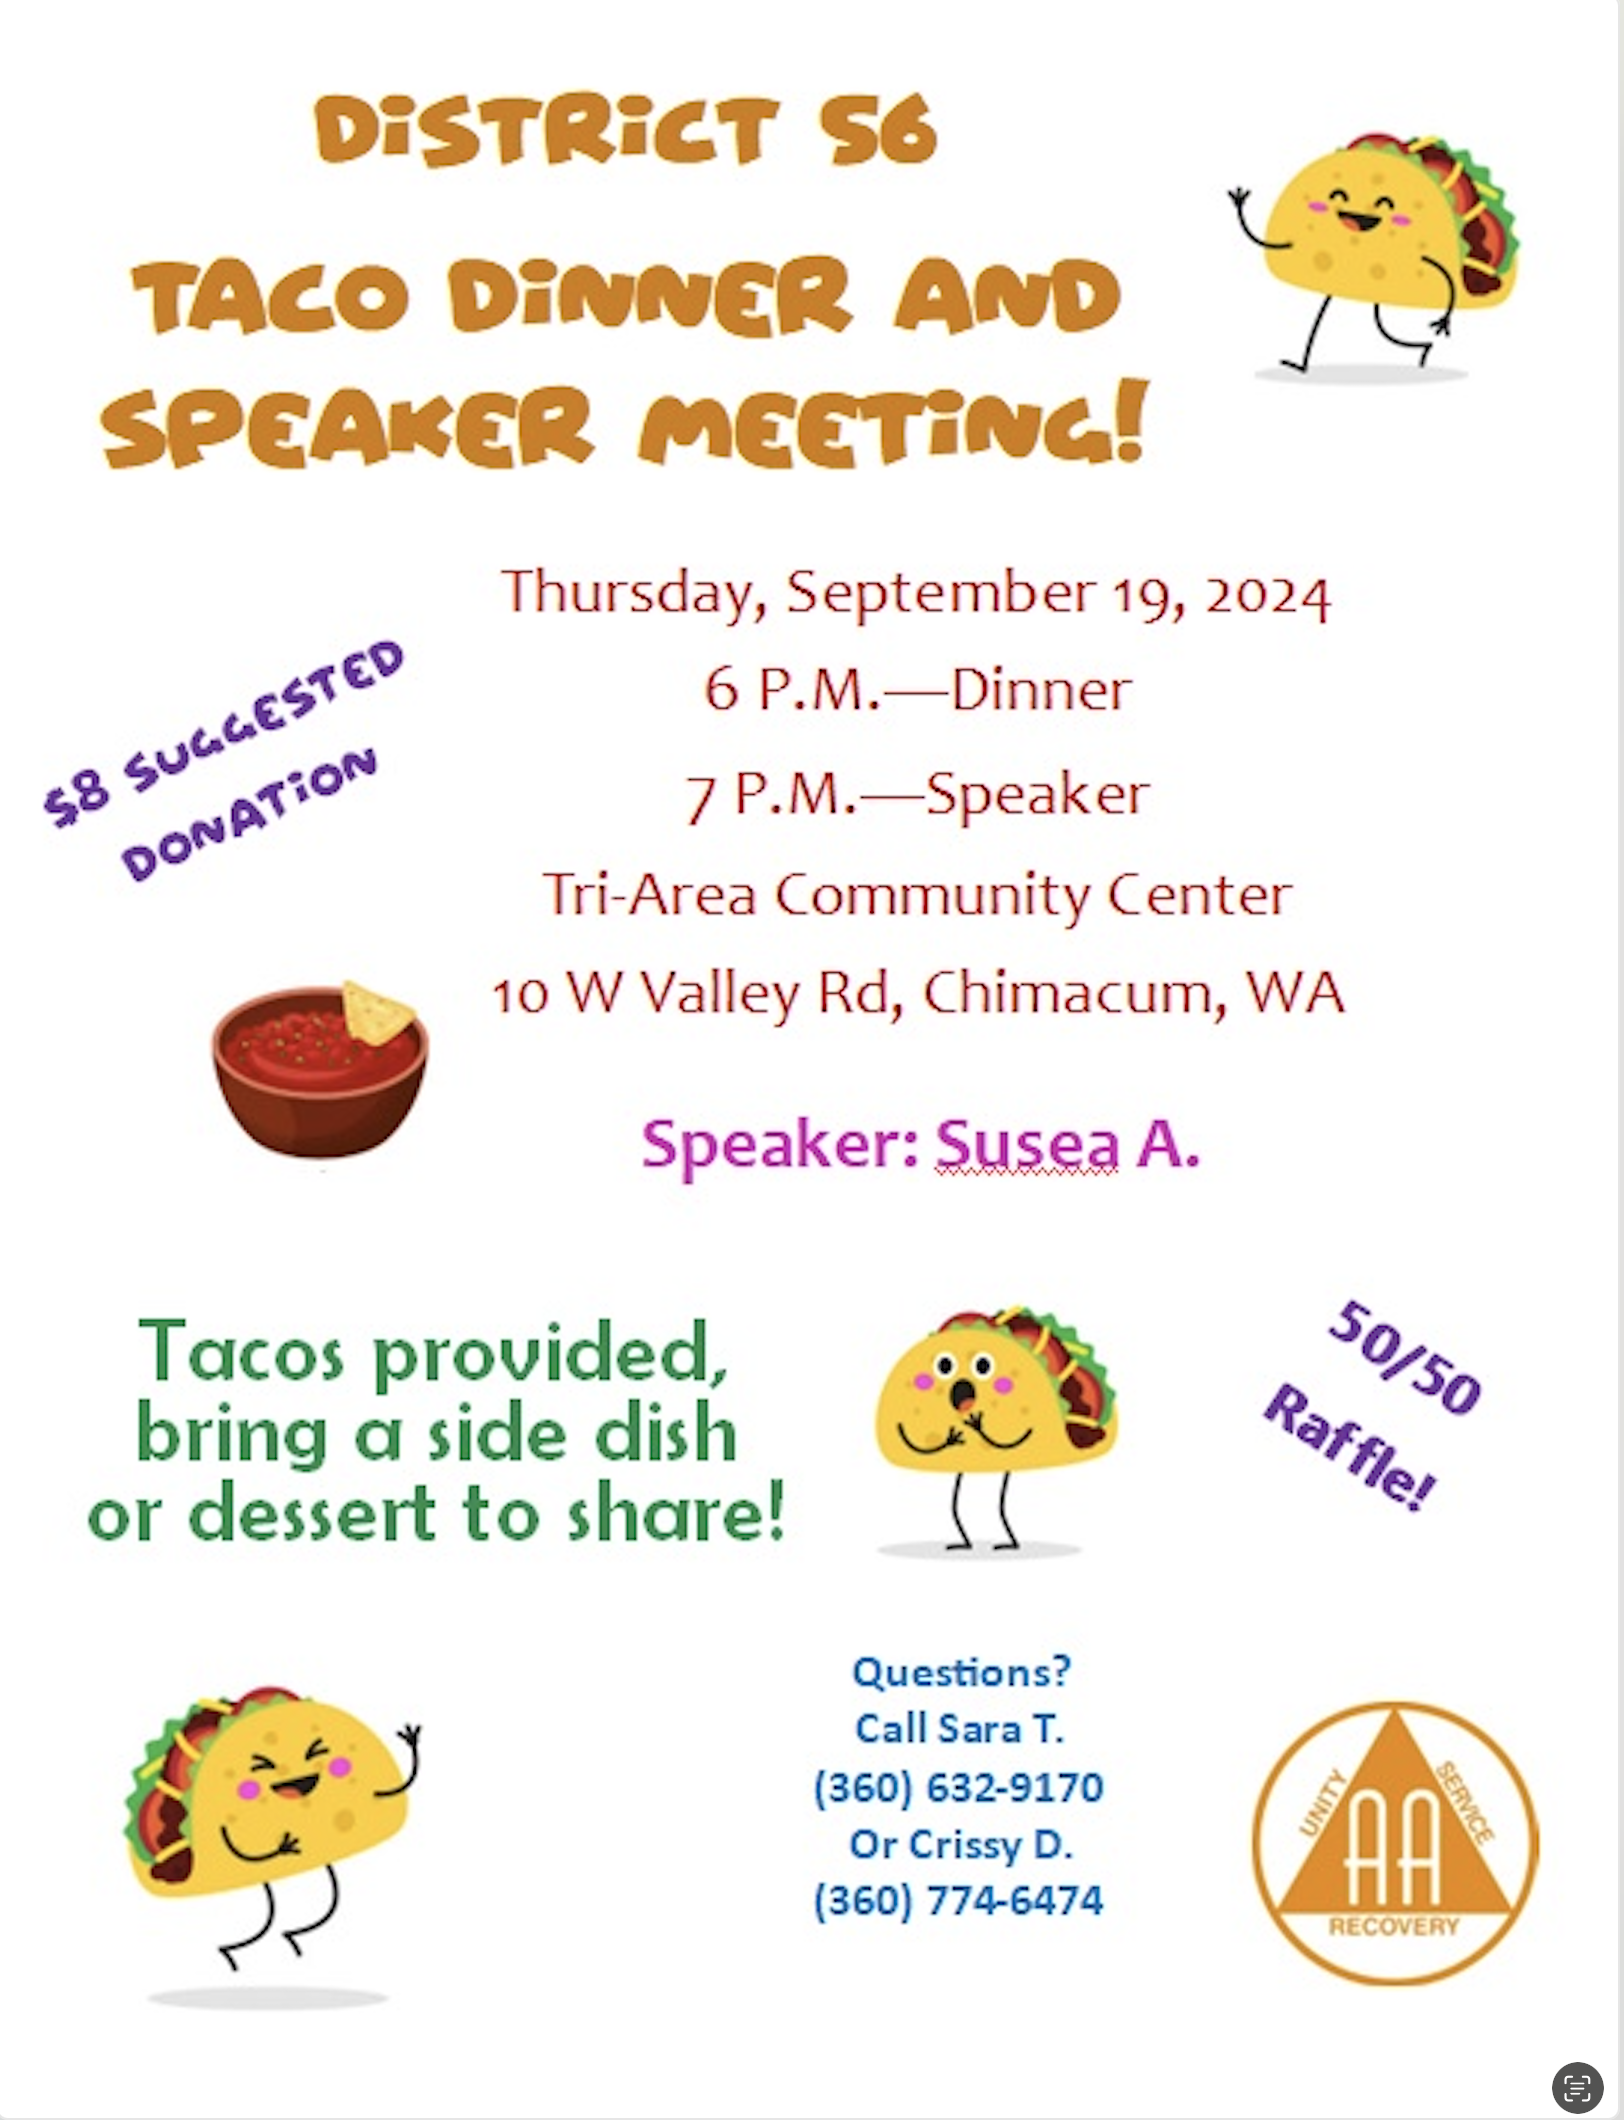 DISTRICT 56
TACO DINNER AND
SPEAKER MEETING!
Thursday, September 19, 2024
6 P.M.—Dinner
7 P.M.—Speaker
Tri-Area Community Center
10 W Valley Rd, Chimacum, WA
$8 SUGGESTED
DONATION
Speaker: Susea A.
Tacos provided,
bring a side dish
or dessert to share!
50/50
Raffle!
Questions?
Call Sara T.
(360) 632-9170
Or Crissy D.
(360) 774-6474
UNITY
SERVICE
AA
RECOVERY